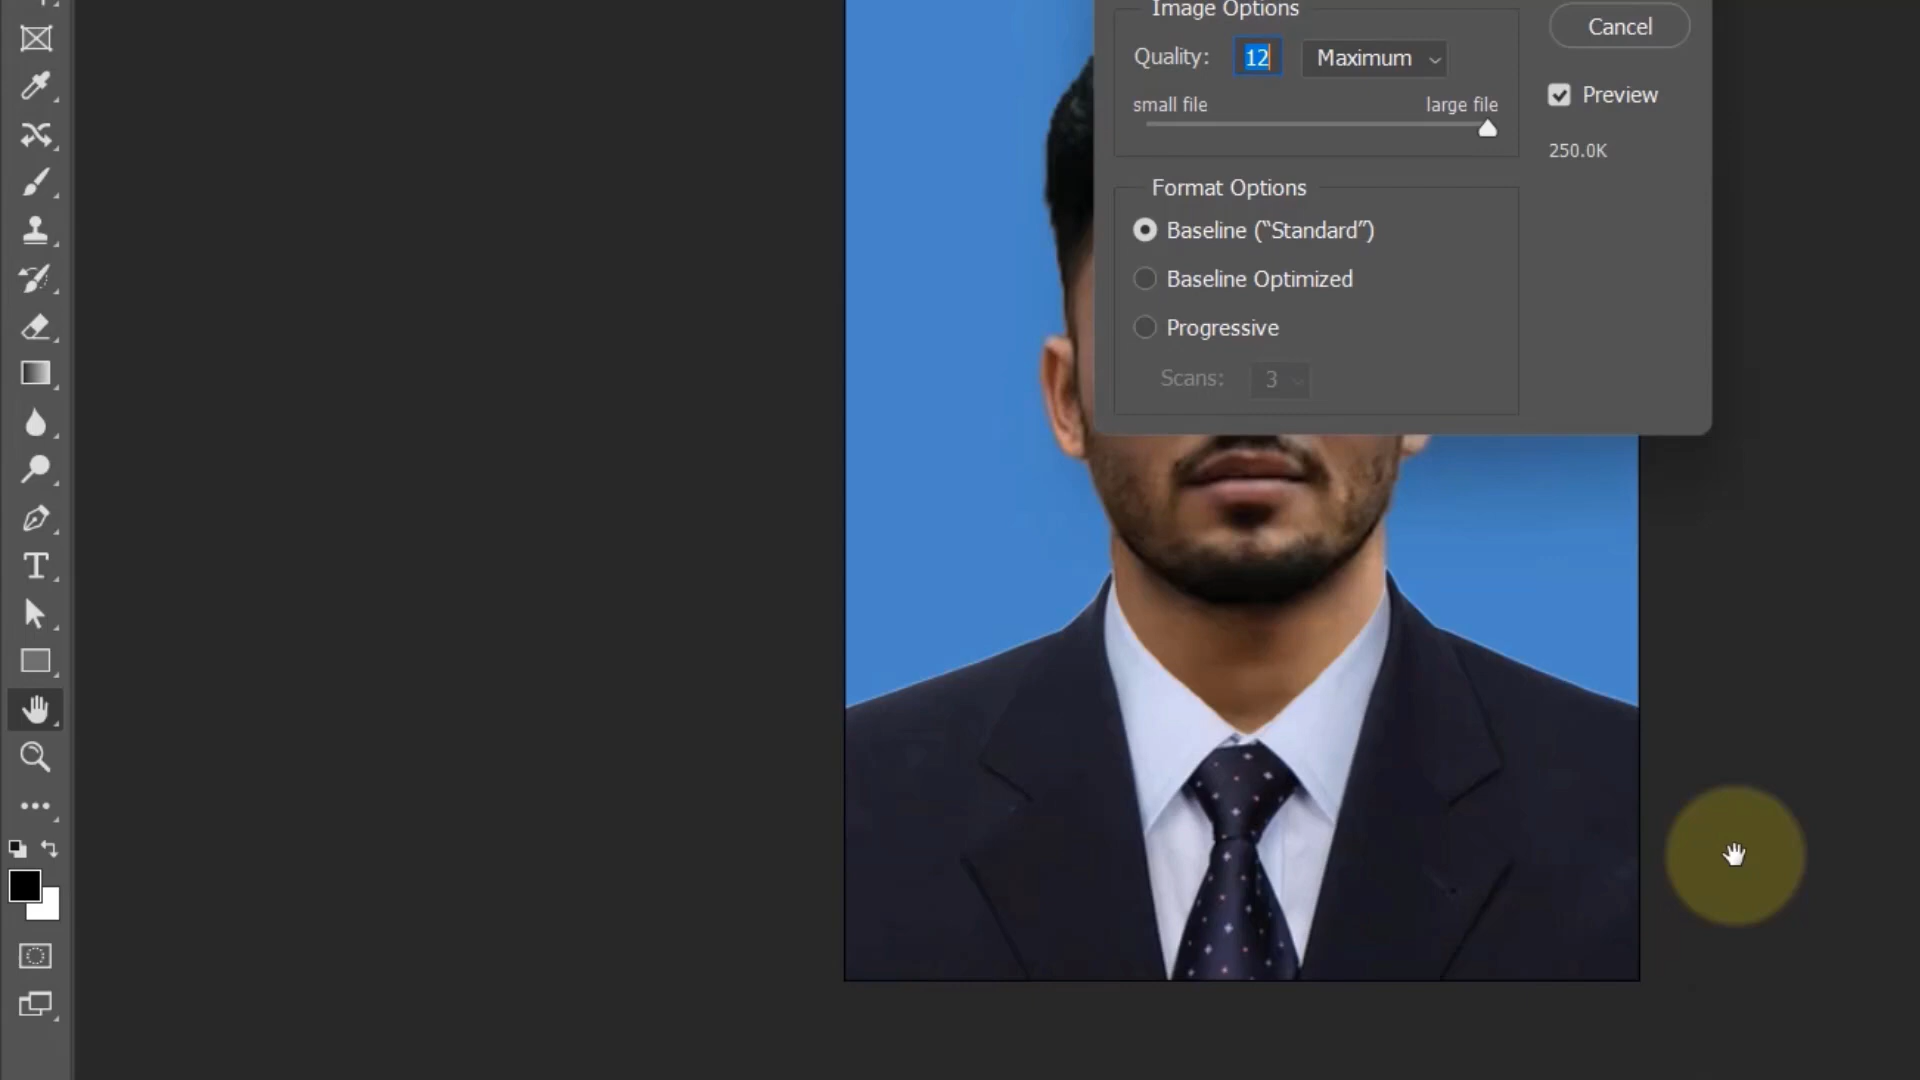 Image Options
Cancel
Quality: 12 Maximum
Preview
small file large file
250.0K
Format Options
Baseline (“Standard”)
Baseline Optimized
Progressive
Scans: 3